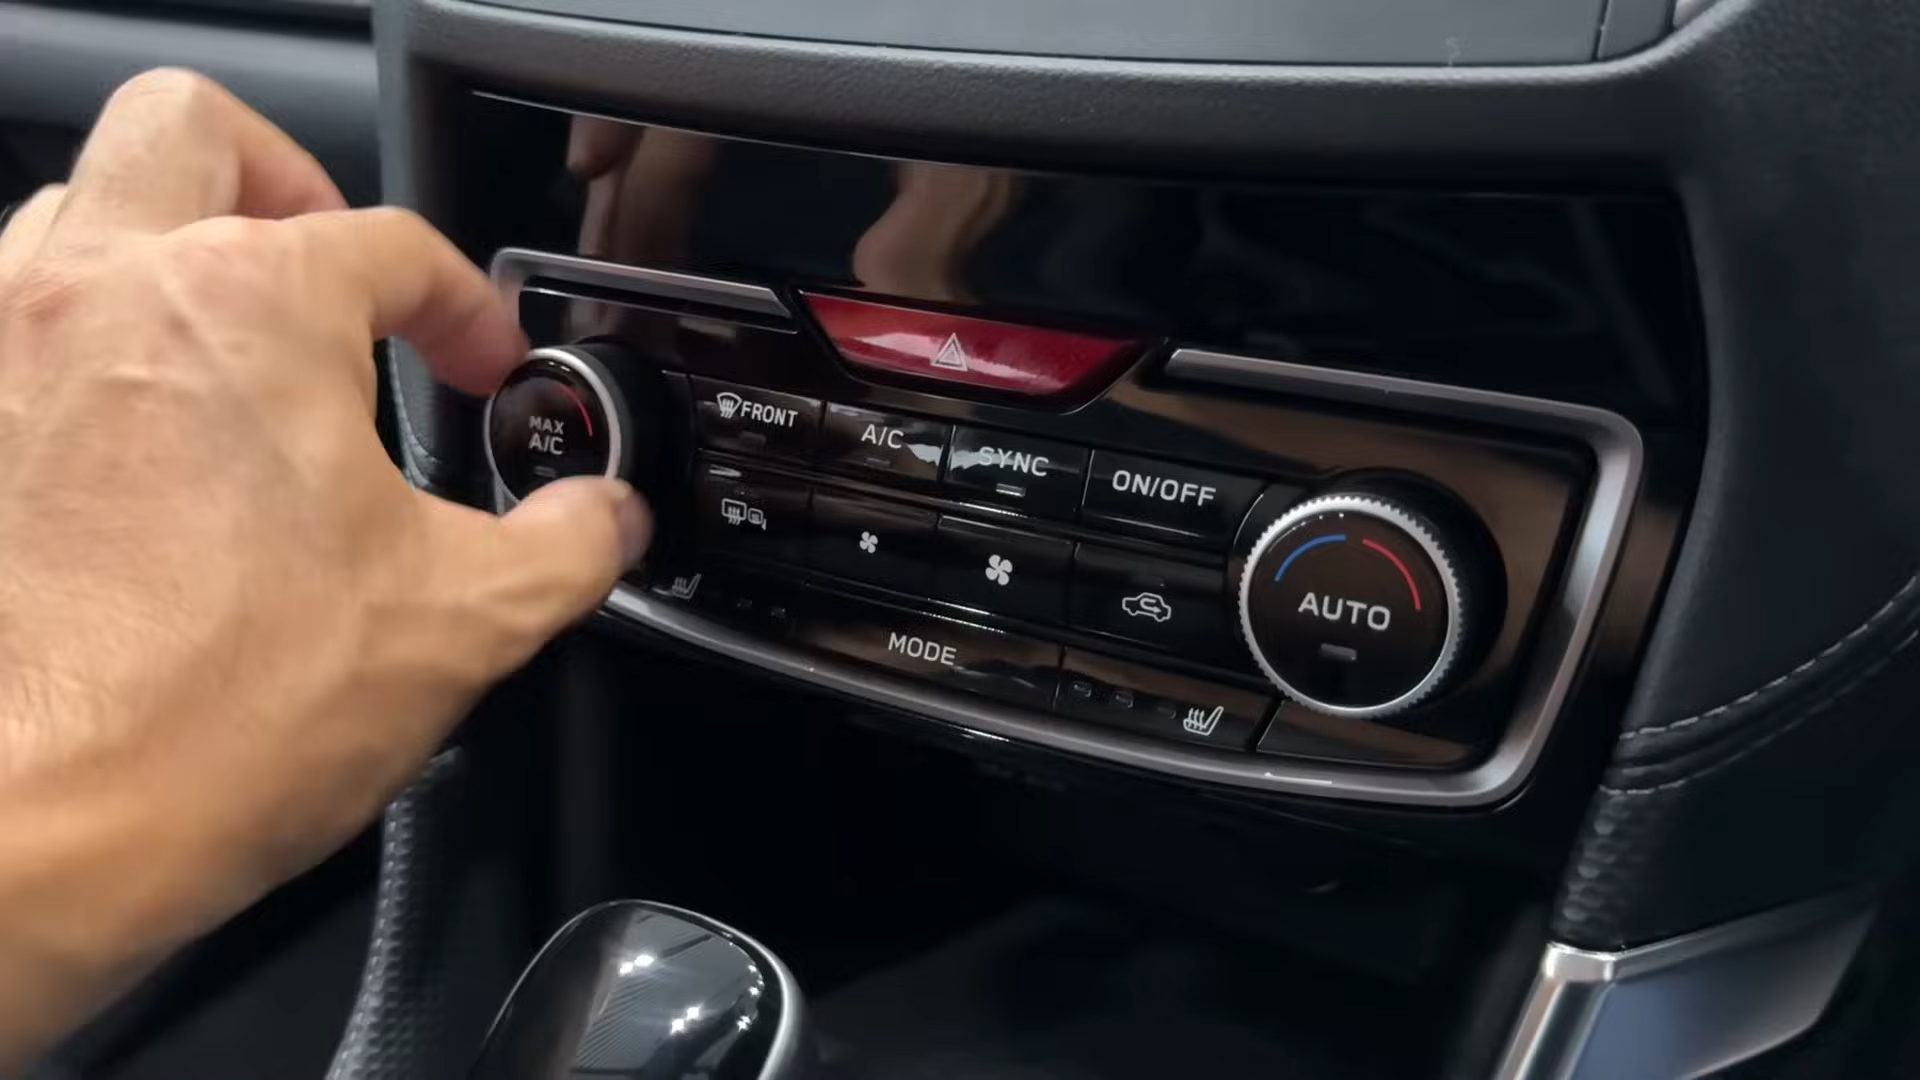 MAX
A/C
FRONT
A/C
SYNC
ON/OFF
MODE
AUTO